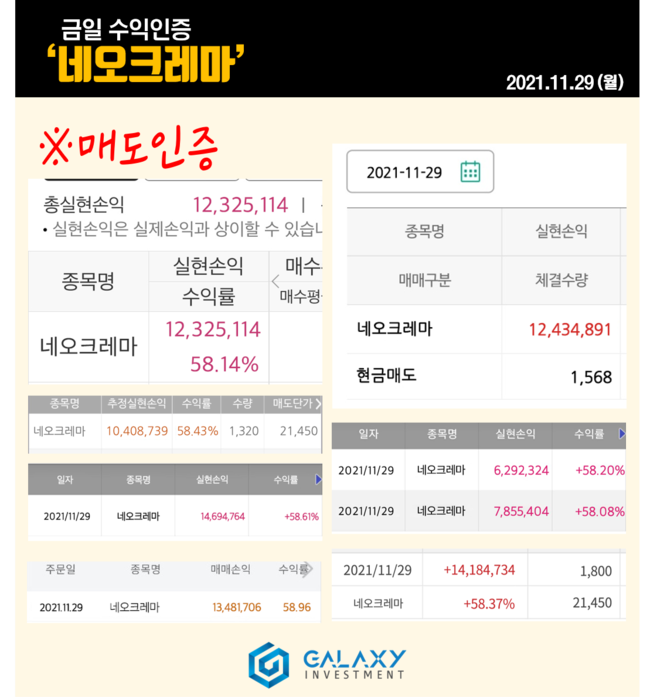 금일 수익인증
'네오크레마'
2021.11.29 (월)
※매도인증
총실현손익 12,325,114
• 실현손익은 실제손익과 상이할 수 있습니
종목명 실현손익 매수
수익률 매수평
네오크레마 12,325,114
58.14%
종목명 추정실현손익 수익률 수량 매도단가
네오크레마 10,408,739 58.43% 1,320 21,450
일자 종목명 실현손익 수익률
2021/11/29 네오크레마 14,694,764 +58.61%
주문일 종목명 매매손익 수익률
2021.11.29 네오크레마 13,481,706 58.96
2021-11-29
종목명 실현손익
매매구분 체결수량
네오크레마 12,434,891
현금매도 1,568
일자 종목명 실현손익 수익률
2021/11/29 네오크레마 6,292,324 +58.20%
2021/11/29 네오크레마 7,855,404 +58.08%
2021/11/29 +14,184,734 1,800
네오크레마 +58.37% 21,450
GALAXY
INVESTMENT